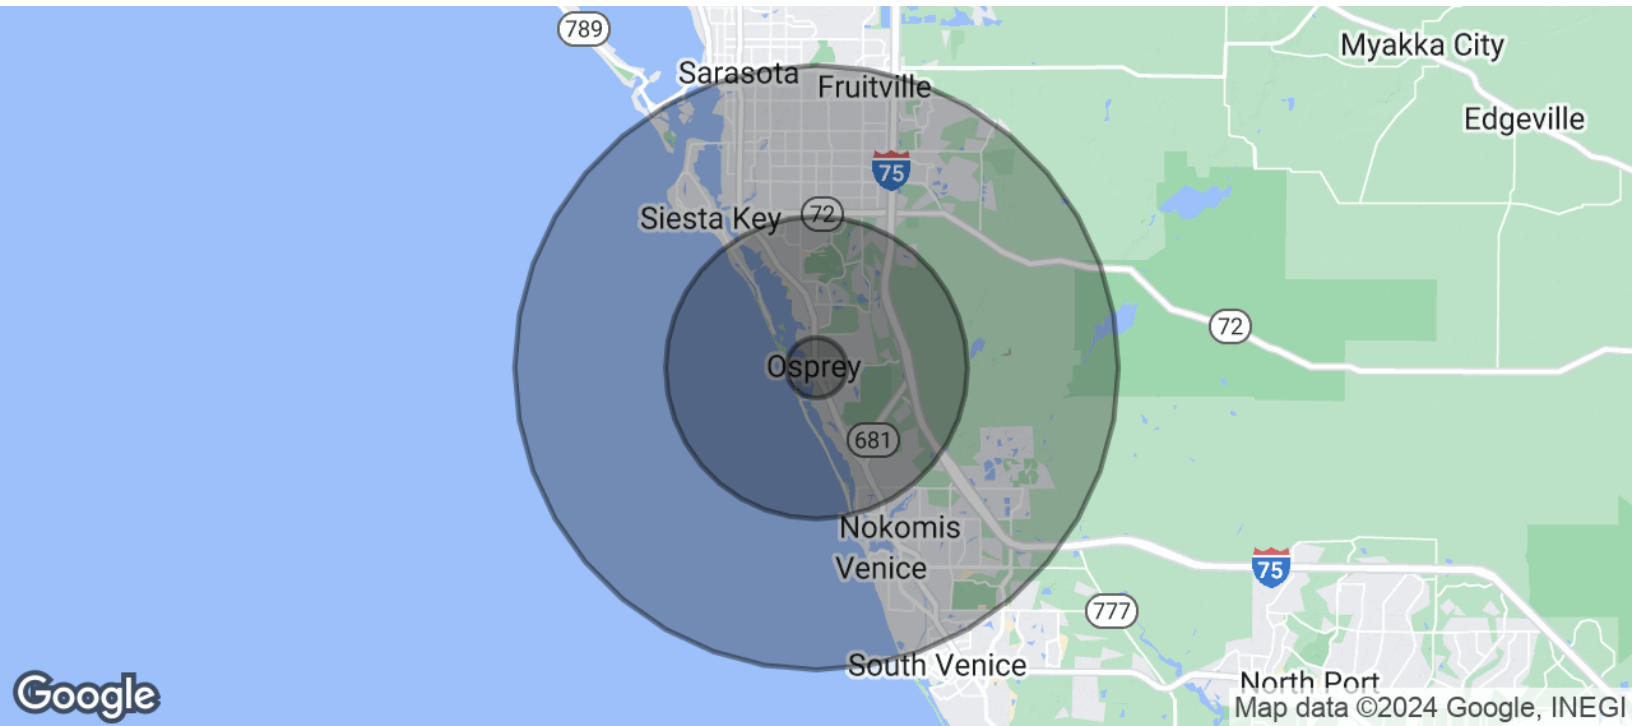 789
Myakka City
Sarasota
Fruitville
Edgeville
75
Siesta Key
72
72
Osprey
681
Nokomis
Venice
75
777
South Venice
North Port
Google
Map data ©2024 Google, INEGI